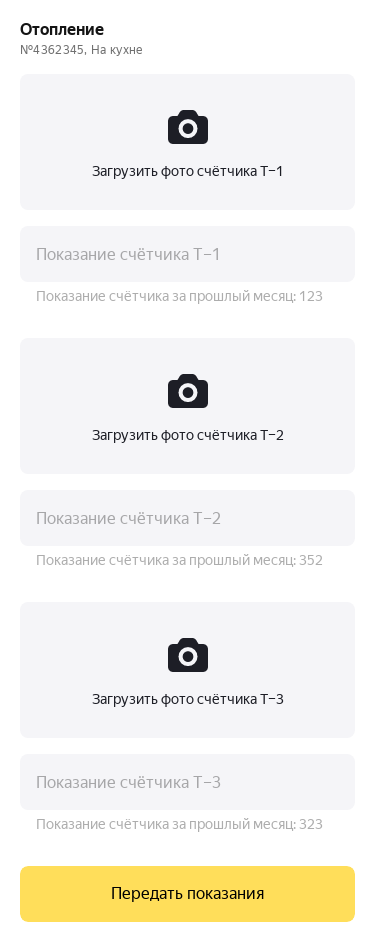 Отопление
№4362345, На кухне
Загрузить фото счётчика Т-1
Показание счётчика Т-1
Показание счётчика за прошлый месяц: 123
Загрузить фото счётчика Т-2
Показание счётчика Т-2
Показание счётчика за прошлый месяц: 352
Загрузить фото счётчика Т-3
Показание счётчика Т-3
Показание счётчика за прошлый месяц: 323
Передать показания